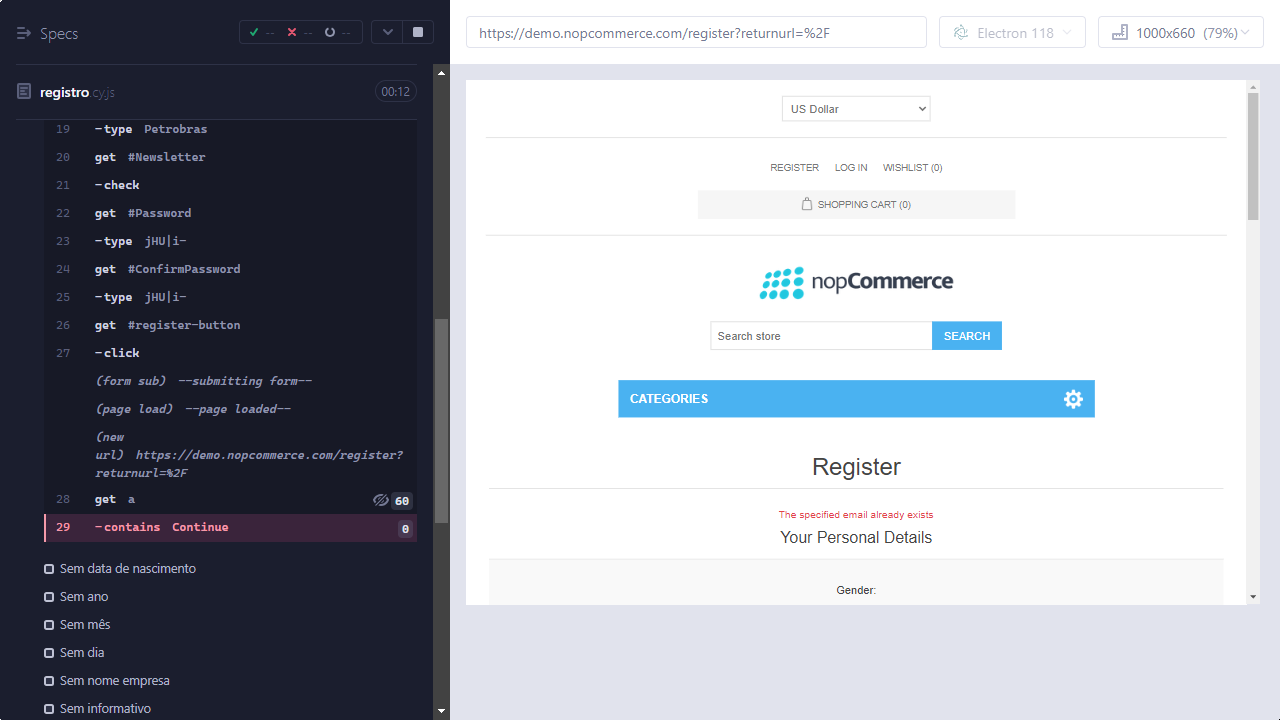 Specs
-- -- --
registro.cy.js 00:12
19 -type Petrobras
20 get #Newsletter
21 -check
22 get #Password
23 -type jHU|i-
24 get #ConfirmPassword
25 -type jHU|i-
26 get #register-button
27 -click
(form sub) --submitting form--
(page load) --page loaded--
(new
url) https://demo.nopcommerce.com/register?
returnurl=%2F
28 get a 60
29 -contains Continue 0
Sem data de nascimento
Sem ano
Sem mês
Sem dia
Sem nome empresa
Sem informativo
https://demo.nopcommerce.com/register?returnurl=%2F
Electron 118
1000x660 (79%)
US Dollar
REGISTER LOG IN WISHLIST (0)
SHOPPING CART (0)
nopCommerce
Search store SEARCH
CATEGORIES
Register
The specified email already exists
Your Personal Details
Gender: